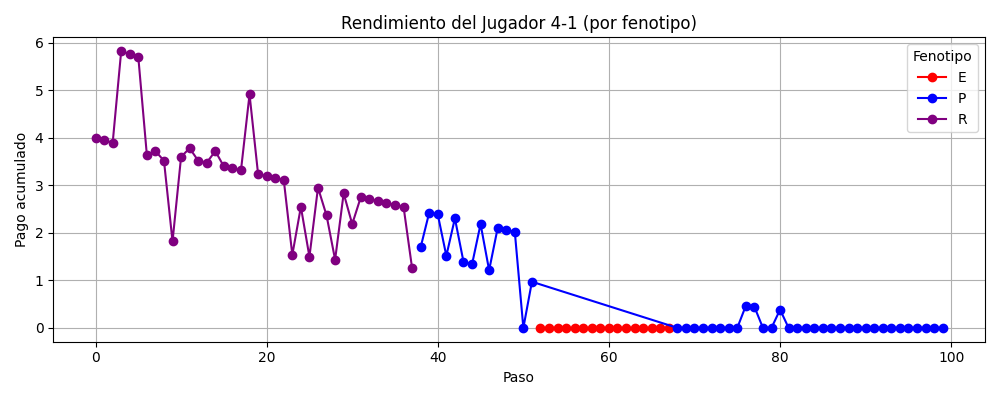 Rendimiento del Jugador 4-1 (por fenotipo)
Pago acumulado
6
5
4
3
2
1
0
Fenotipo
E
P
R
0 20 40 60 80 100
Paso